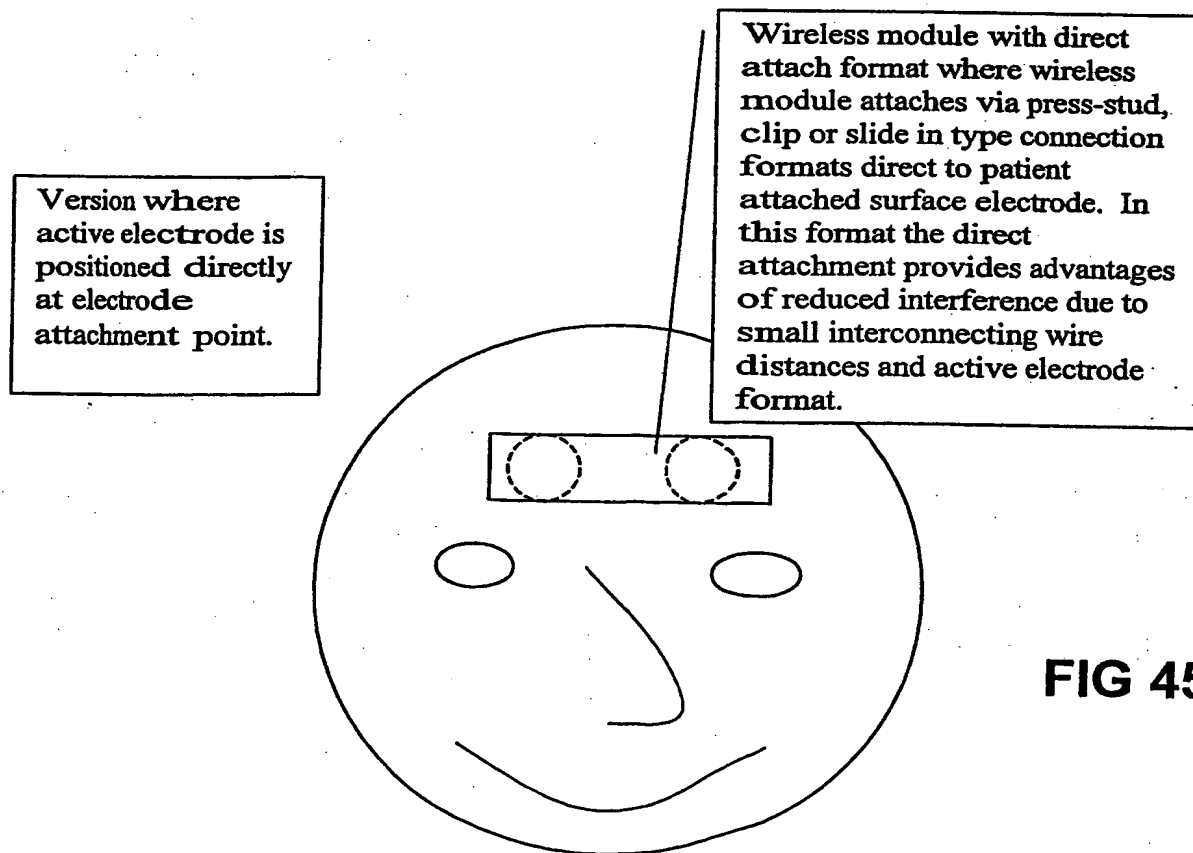 Version where
active electrode is
positioned directly
at electrode
attachment point.
Wireless module with direct
attach format where wireless
module attaches via press-stud,
clip or slide in type connection
formats direct to patient
attached surface electrode. In
this format the direct
attachment provides advantages
of reduced interference due to
small interconnecting wire
distances and active electrode
format.
FIG 45